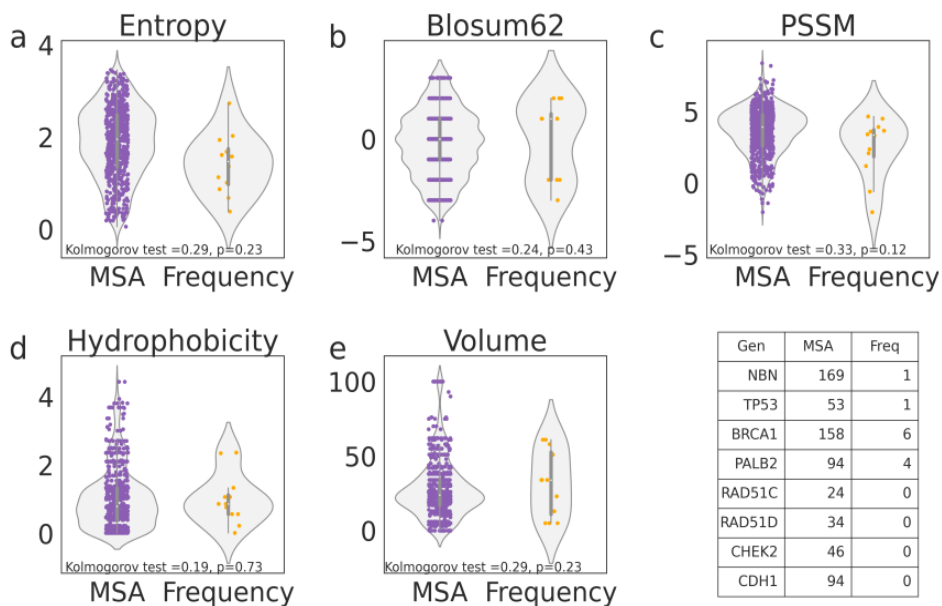 a Entropy
4
2
0
Kolmogorov test =0.29, p=0.23
MSA Frequency
b Blosum62
0
−5
Kolmogorov test =0.24, p=0.43
MSA Frequency
c PSSM
5
0
−5
Kolmogorov test =0.33, p=0.12
MSA Frequency
d Hydrophobicity
4
2
0
Kolmogorov test =0.19, p=0.73
MSA Frequency
e Volume
100
50
0
Kolmogorov test =0.29, p=0.23
MSA Frequency
Gen MSA Freq
NBN 169 1
TP53 53 1
BRCA1 158 6
PALB2 94 4
RAD51C 24 0
RAD51D 34 0
CHEK2 46 0
CDH1 94 0